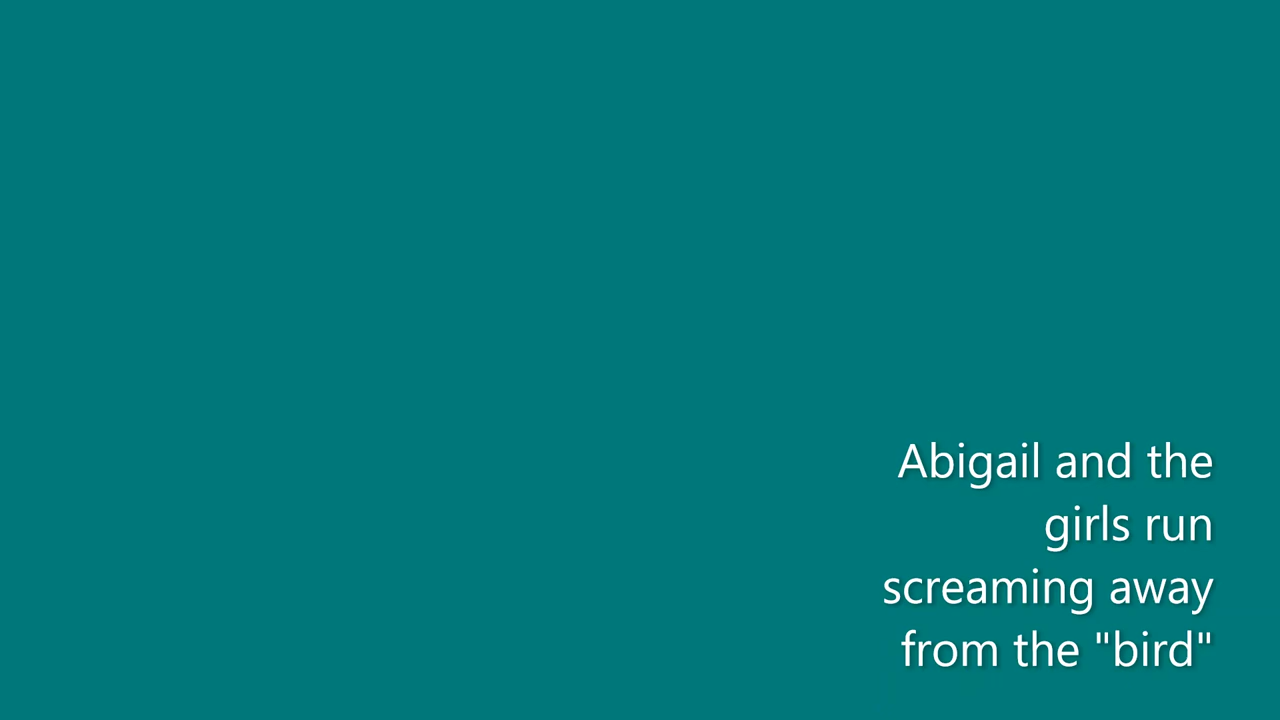 Abigail and the
girls run
screaming away
from the "bird"